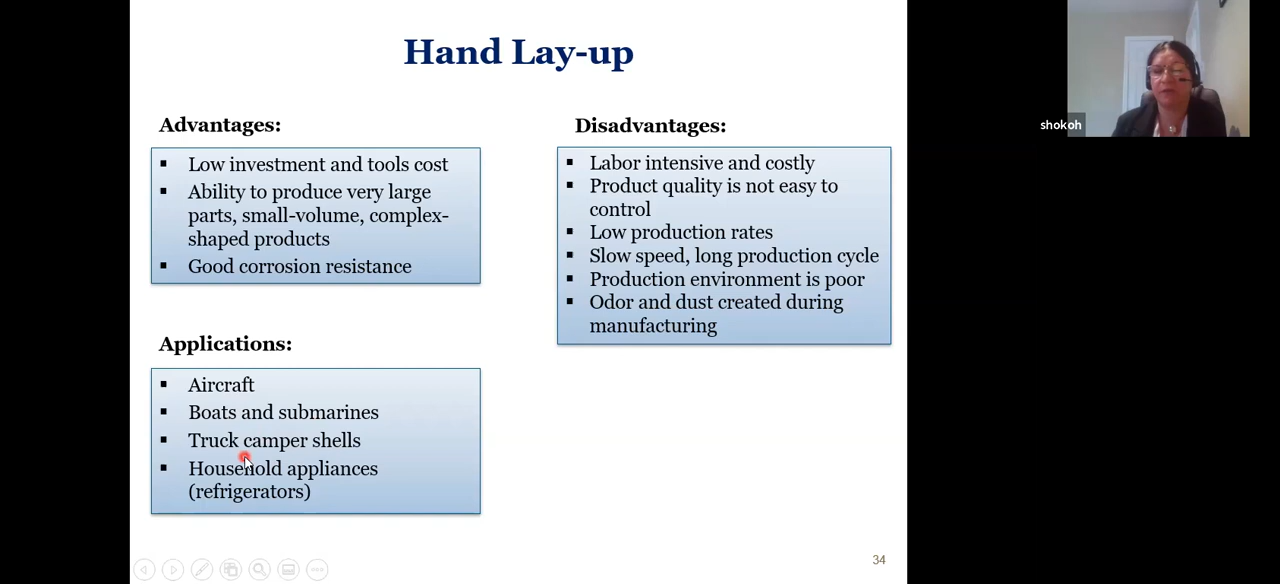 Hand Lay-up
Advantages:
▪ Low investment and tools cost
▪ Ability to produce very large
parts, small-volume, complex-
shaped products
▪ Good corrosion resistance
Applications:
▪ Aircraft
▪ Boats and submarines
▪ Truck camper shells
▪ Household appliances
(refrigerators)
Disadvantages:
▪ Labor intensive and costly
▪ Product quality is not easy to
control
▪ Low production rates
▪ Slow speed, long production cycle
▪ Production environment is poor
▪ Odor and dust created during
manufacturing
34
shokoh